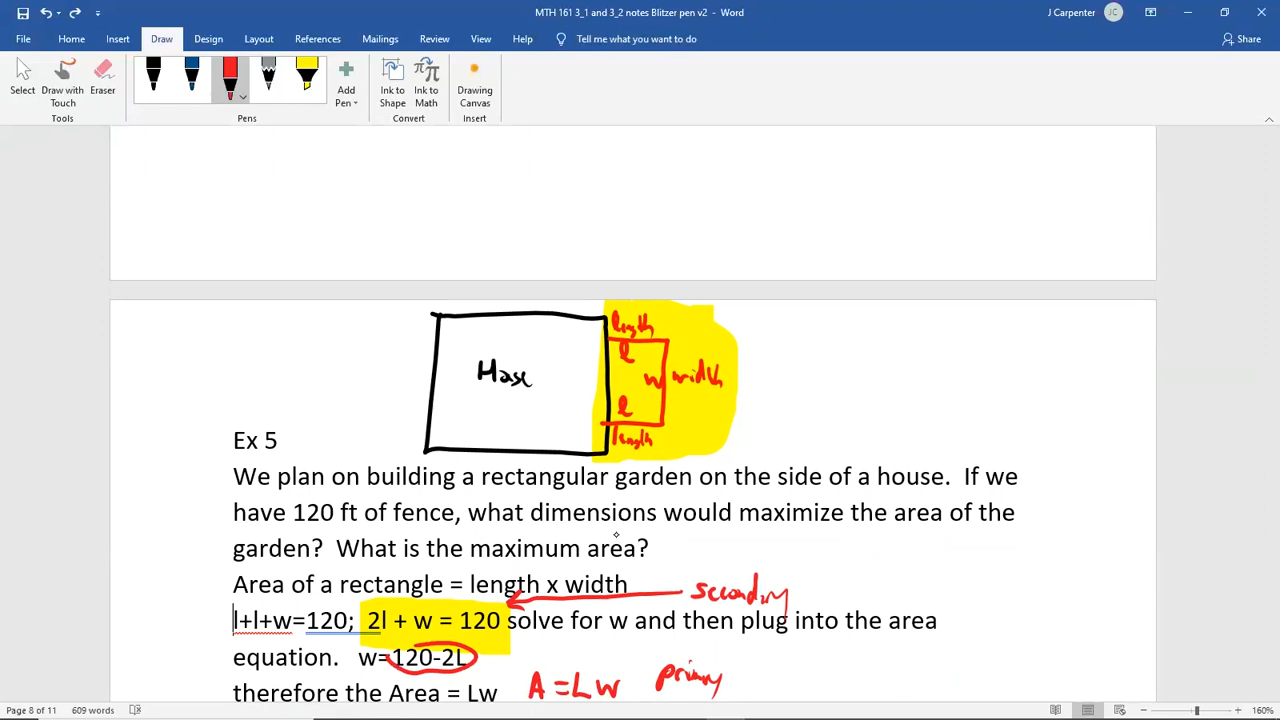 MTH 161 3_1 and 3_2 notes Blitzer pen v2 - Word
J Carpenter
JC
File
Home
Insert
Draw
Design
Layout
References
Mailings
Review
View
Help
Tell me what you want to do
Share
Select
Draw with Touch
Eraser
Add Pen
Ink to Shape
Ink to Math
Drawing Canvas
Tools
Pens
Convert
Insert
House
length
l
w width
l
length
Ex 5
We plan on building a rectangular garden on the side of a house. If we
have 120 ft of fence, what dimensions would maximize the area of the
garden? What is the maximum area?
Area of a rectangle = length x width
secondary
l+l+w=120; 2l + w = 120 solve for w and then plug into the area
equation. w=120-2L
therefore the Area = Lw A = Lw primary
Page 8 of 11
609 words
160%